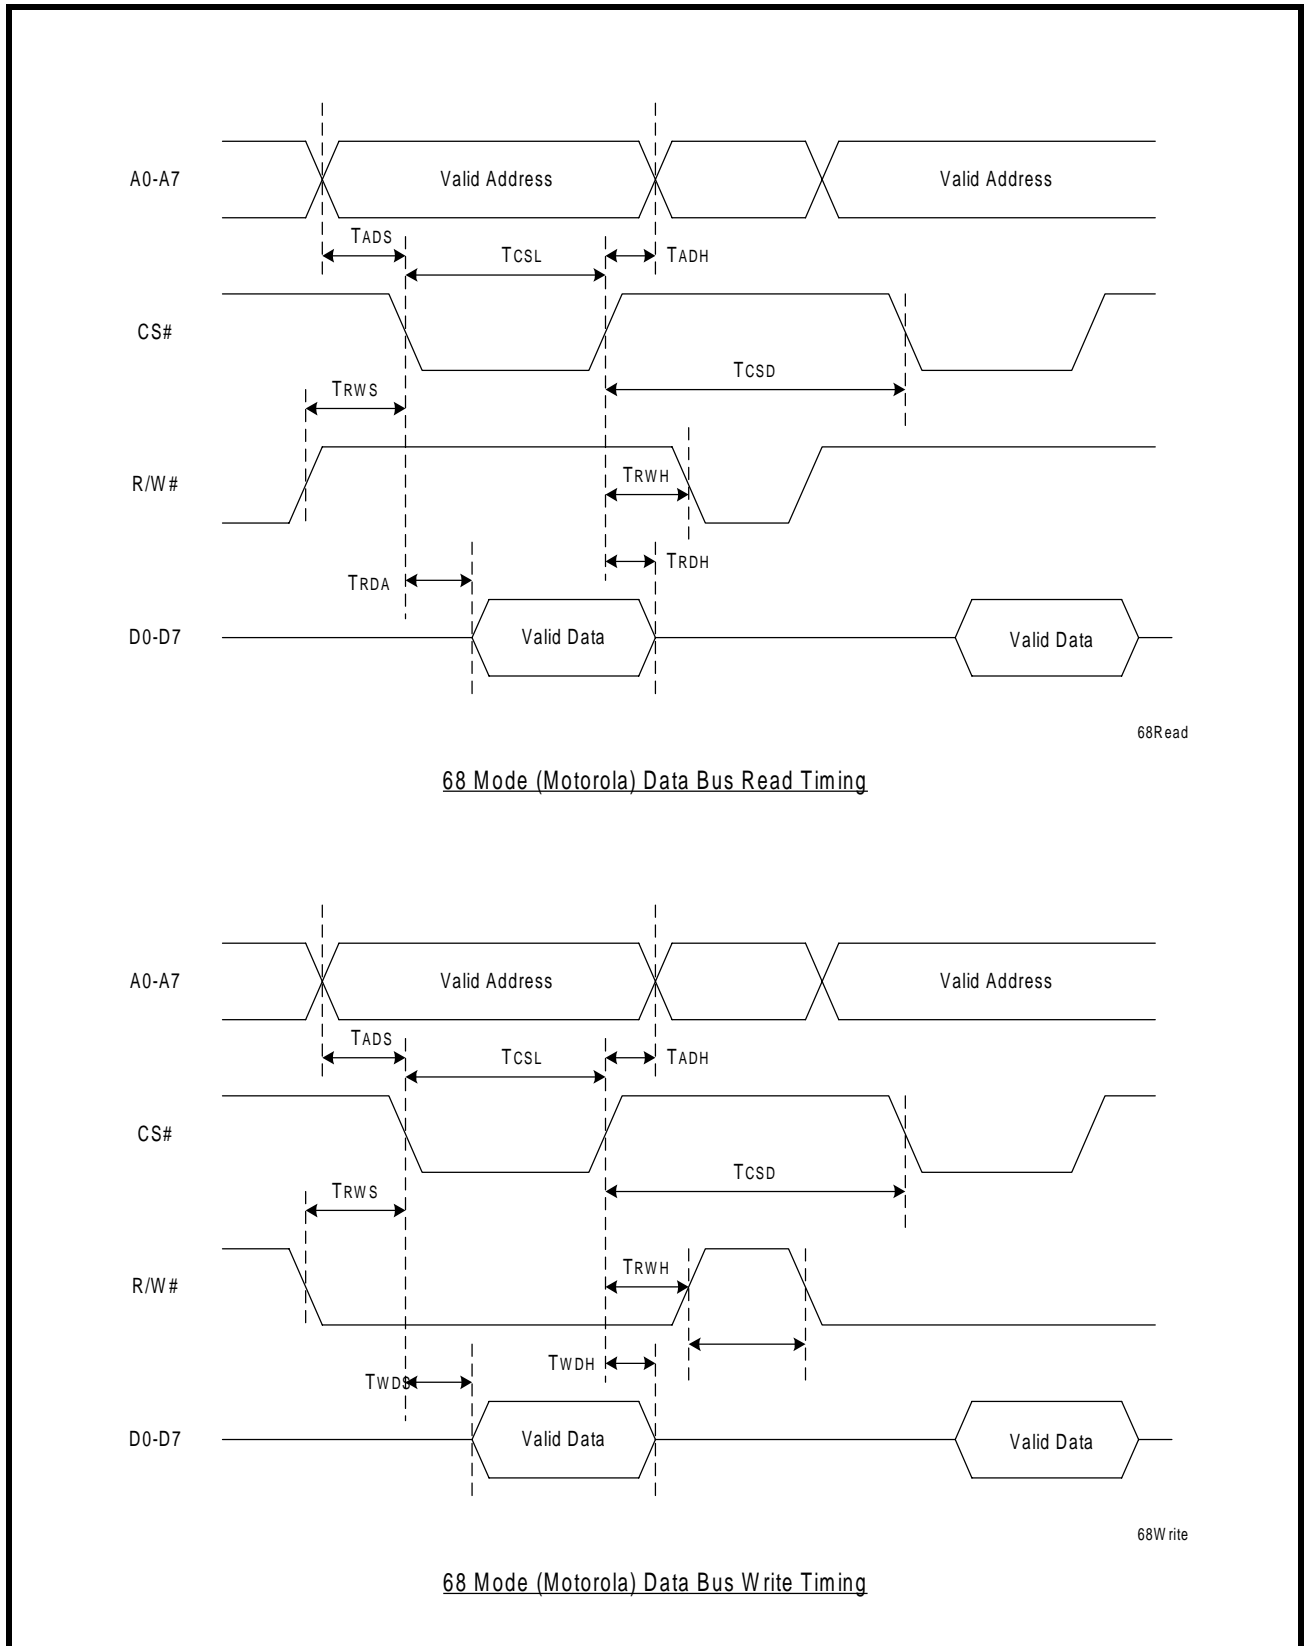 A0-A7
Valid Address
Valid Address
TADS
TCSL
TADH
CS#
TCSD
TRWS
R/W#
TRWH
TRDH
TRDA
D0-D7
Valid Data
Valid Data
68Read
68 Mode (Motorola) Data Bus Read Timing
A0-A7
Valid Address
Valid Address
TADS
TCSL
TADH
CS#
TCSD
TRWS
R/W#
TRWH
TWDH
TWDS
D0-D7
Valid Data
Valid Data
68Write
68 Mode (Motorola) Data Bus Write Timing